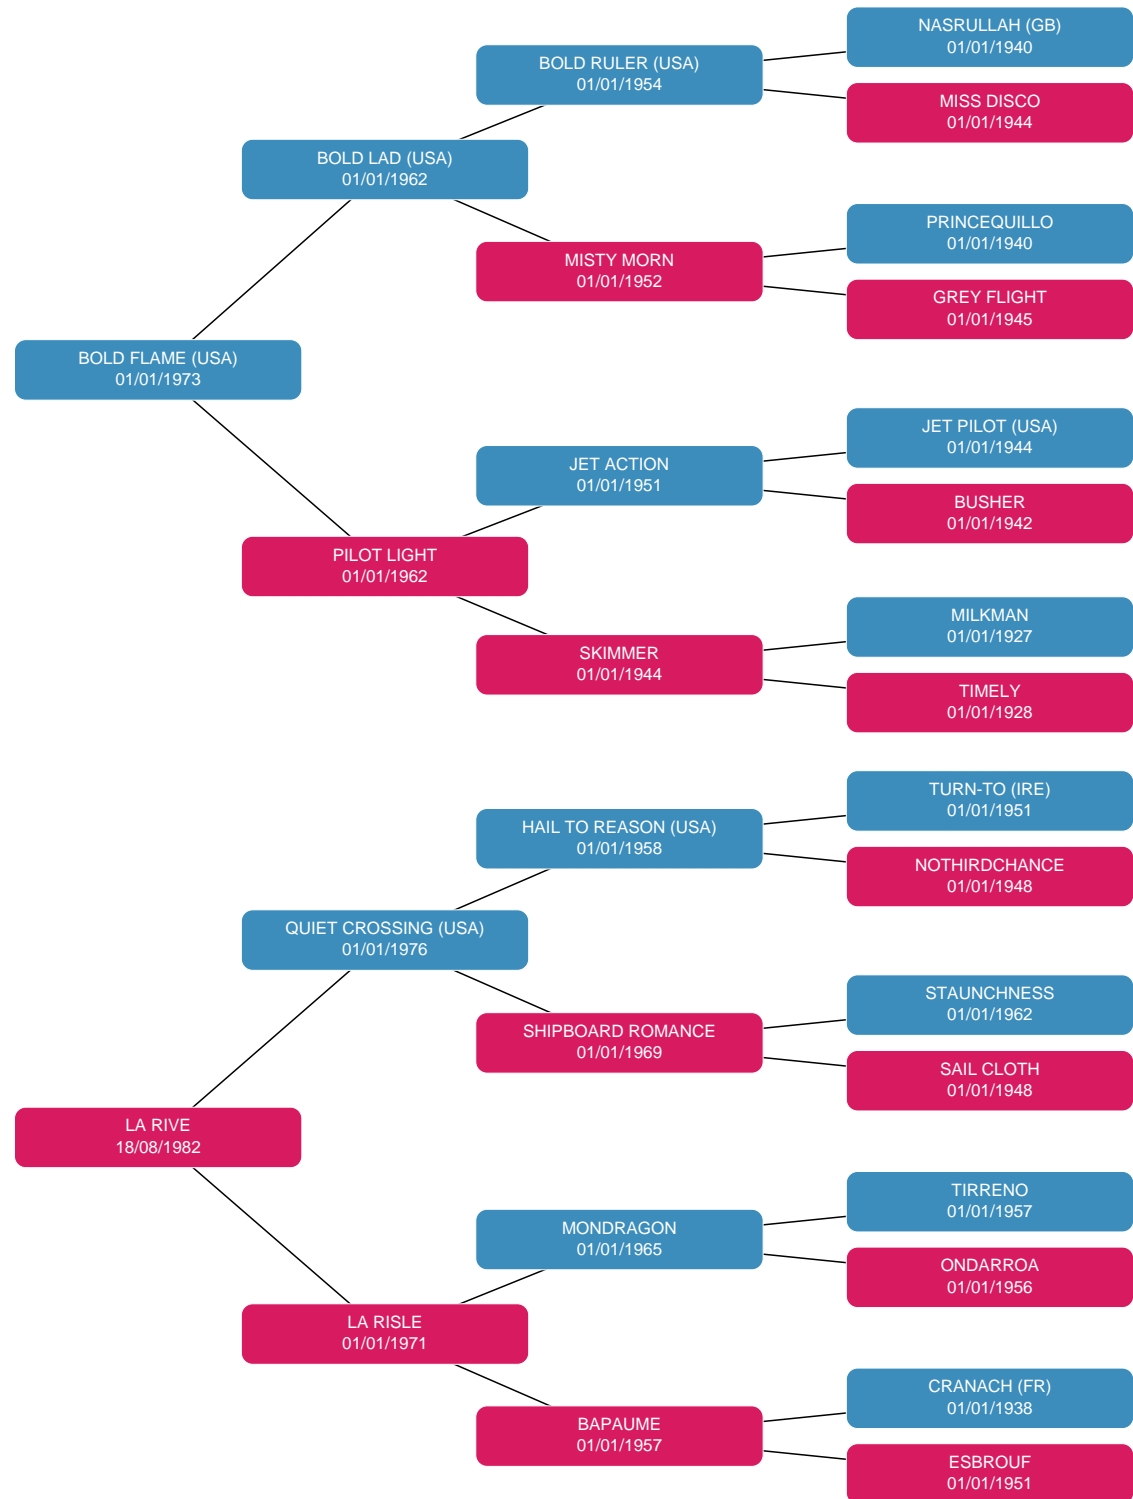 NASRULLAH (GB)
01/01/1940
BOLD RULER (USA)
01/01/1954
MISS DISCO
01/01/1944
BOLD LAD (USA)
01/01/1962
PRINCEQUILLO
01/01/1940
MISTY MORN
01/01/1952
GREY FLIGHT
01/01/1945
BOLD FLAME (USA)
01/01/1973
JET PILOT (USA)
01/01/1944
JET ACTION
01/01/1951
BUSHER
01/01/1942
PILOT LIGHT
01/01/1962
MILKMAN
01/01/1927
SKIMMER
01/01/1944
TIMELY
01/01/1928
TURN-TO (IRE)
01/01/1951
HAIL TO REASON (USA)
01/01/1958
NOTHIRDCHANCE
01/01/1948
QUIET CROSSING (USA)
01/01/1976
STAUNCHNESS
01/01/1962
SHIPBOARD ROMANCE
01/01/1969
SAIL CLOTH
01/01/1948
LA RIVE
18/08/1982
TIRRENO
01/01/1957
MONDRAGON
01/01/1965
ONDARROA
01/01/1956
LA RISLE
01/01/1971
CRANACH (FR)
01/01/1938
BAPAUME
01/01/1957
ESBROUF
01/01/1951